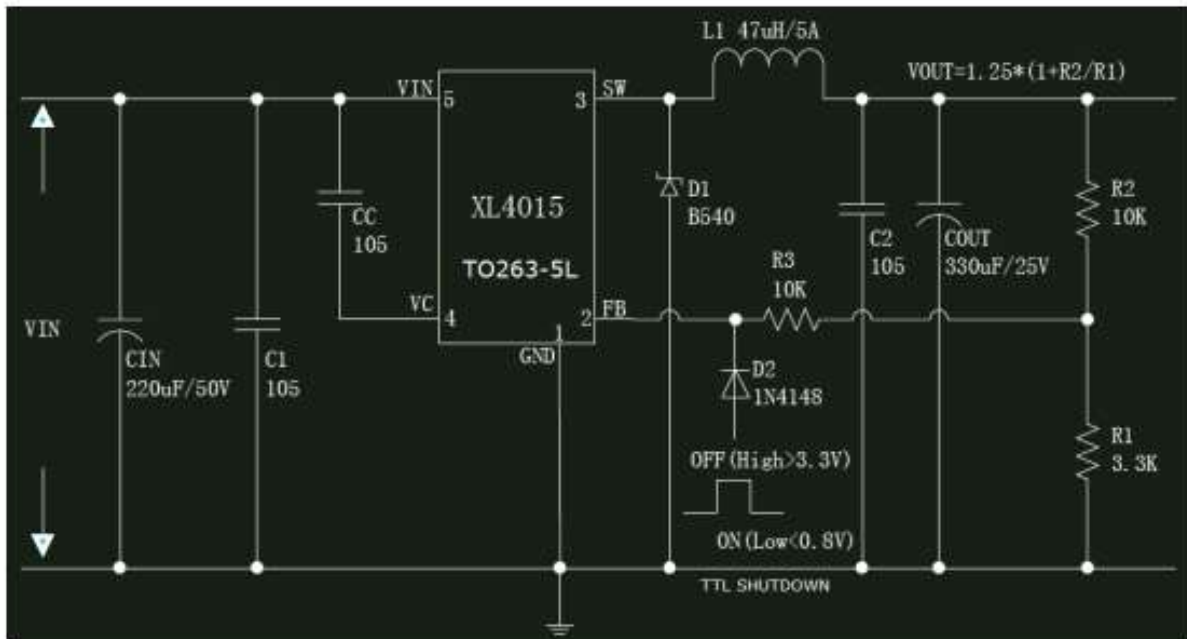 L1 47uH/5A
VOUT=1.25*(1+R2/R1)
VIN
5
3
SW
XL4015
TO263-5L
CC
105
D1
B540
C2
105
COUT
330uF/25V
R2
10K
R3
10K
VC
4
1
2
FB
GND
VIN
CIN
220uF/50V
C1
105
D2
1N4148
R1
3.3K
OFF(High>3.3V)
ON(Low<0.8V)
TTL SHUTDOWN